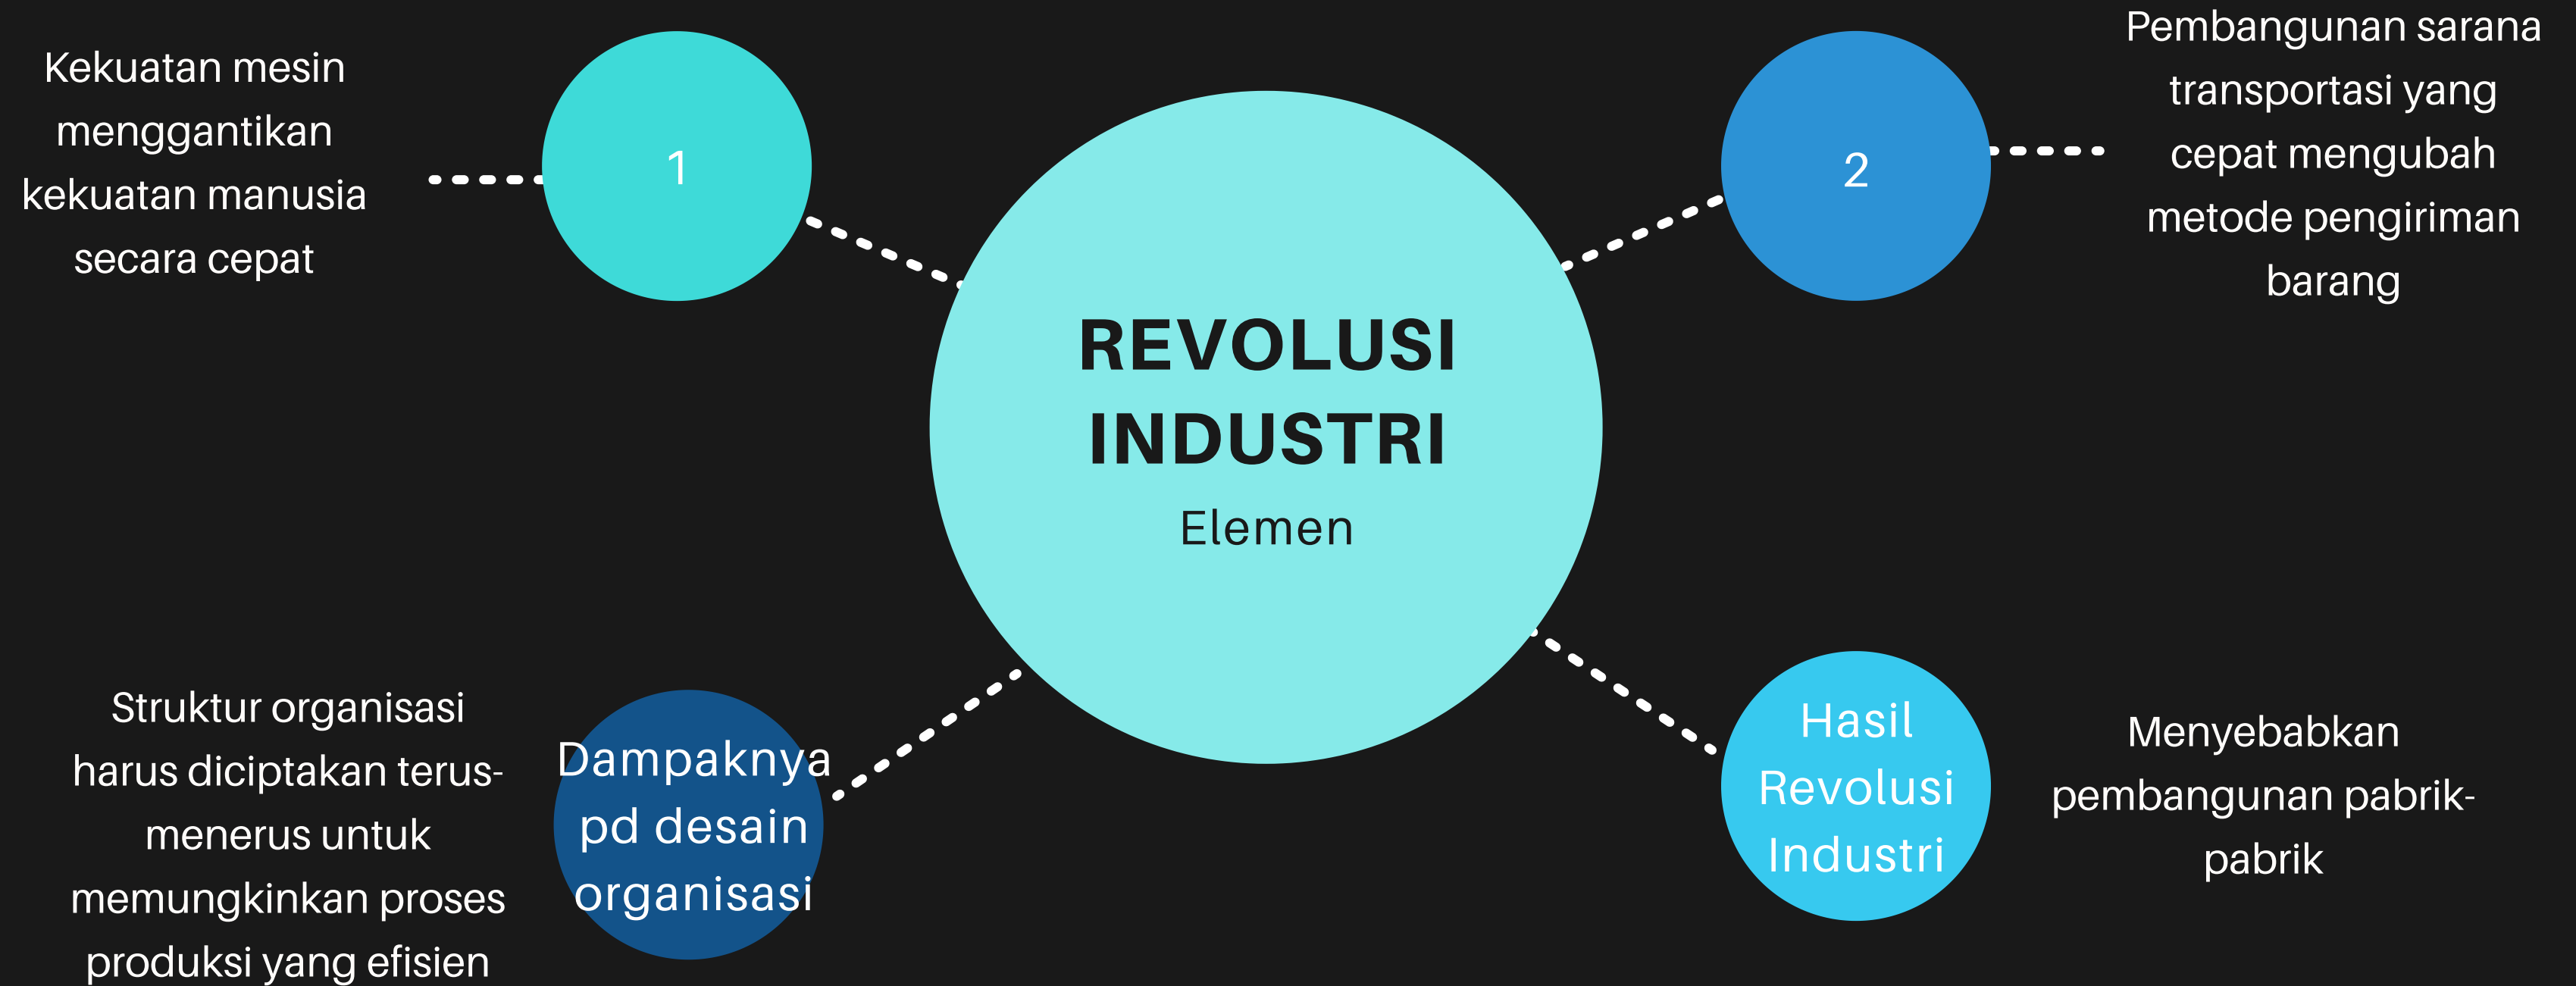 Kekuatan mesin
menggantikan
kekuatan manusia
secara cepat
1
REVOLUSI
INDUSTRI
Elemen
2
Pembangunan sarana
transportasi yang
cepat mengubah
metode pengiriman
barang
Struktur organisasi
harus diciptakan terus-
menerus untuk
memungkinkan proses
produksi yang efisien
Dampaknya
pd desain
organisasi
Hasil
Revolusi
Industri
Menyebabkan
pembangunan pabrik-
pabrik